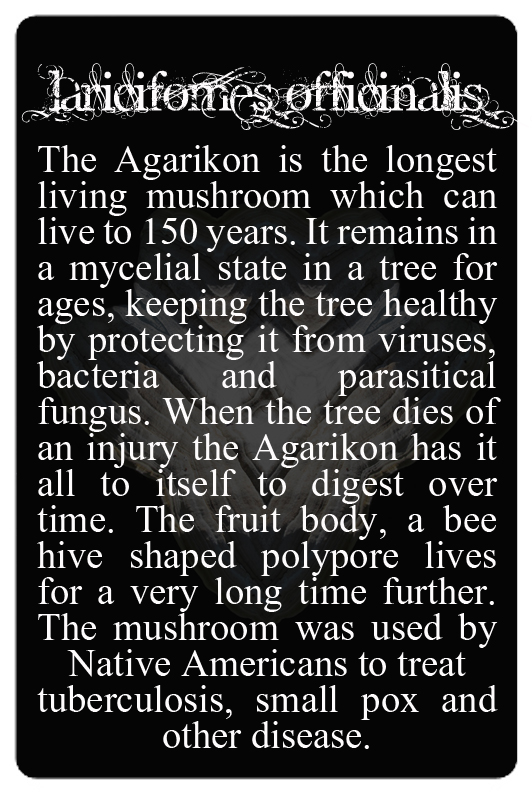 laricifomes officinalis
The Agarikon is the longest
living mushroom which can
live to 150 years. It remains in
a mycelial state in a tree for
ages, keeping the tree healthy
by protecting it from viruses,
bacteria and parasitical
fungus. When the tree dies of
an injury the Agarikon has it
all to itself to digest over
time. The fruit body, a bee
hive shaped polypore lives
for a very long time further.
The mushroom was used by
Native Americans to treat
tuberculosis, small pox and
other disease.